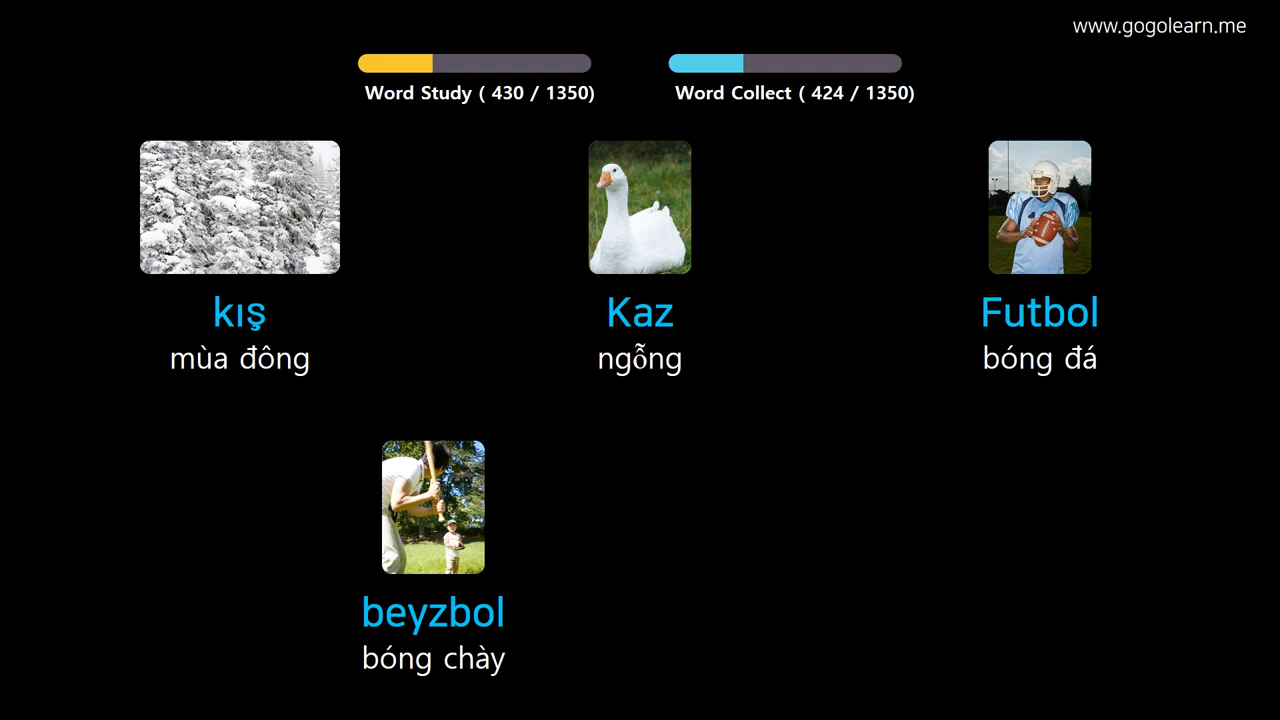 www.gogolearn.me
Word Study ( 430 / 1350)
Word Collect ( 424 / 1350)
kış
mùa đông
Kaz
ngỗng
Futbol
bóng đá
beyzbol
bóng chày